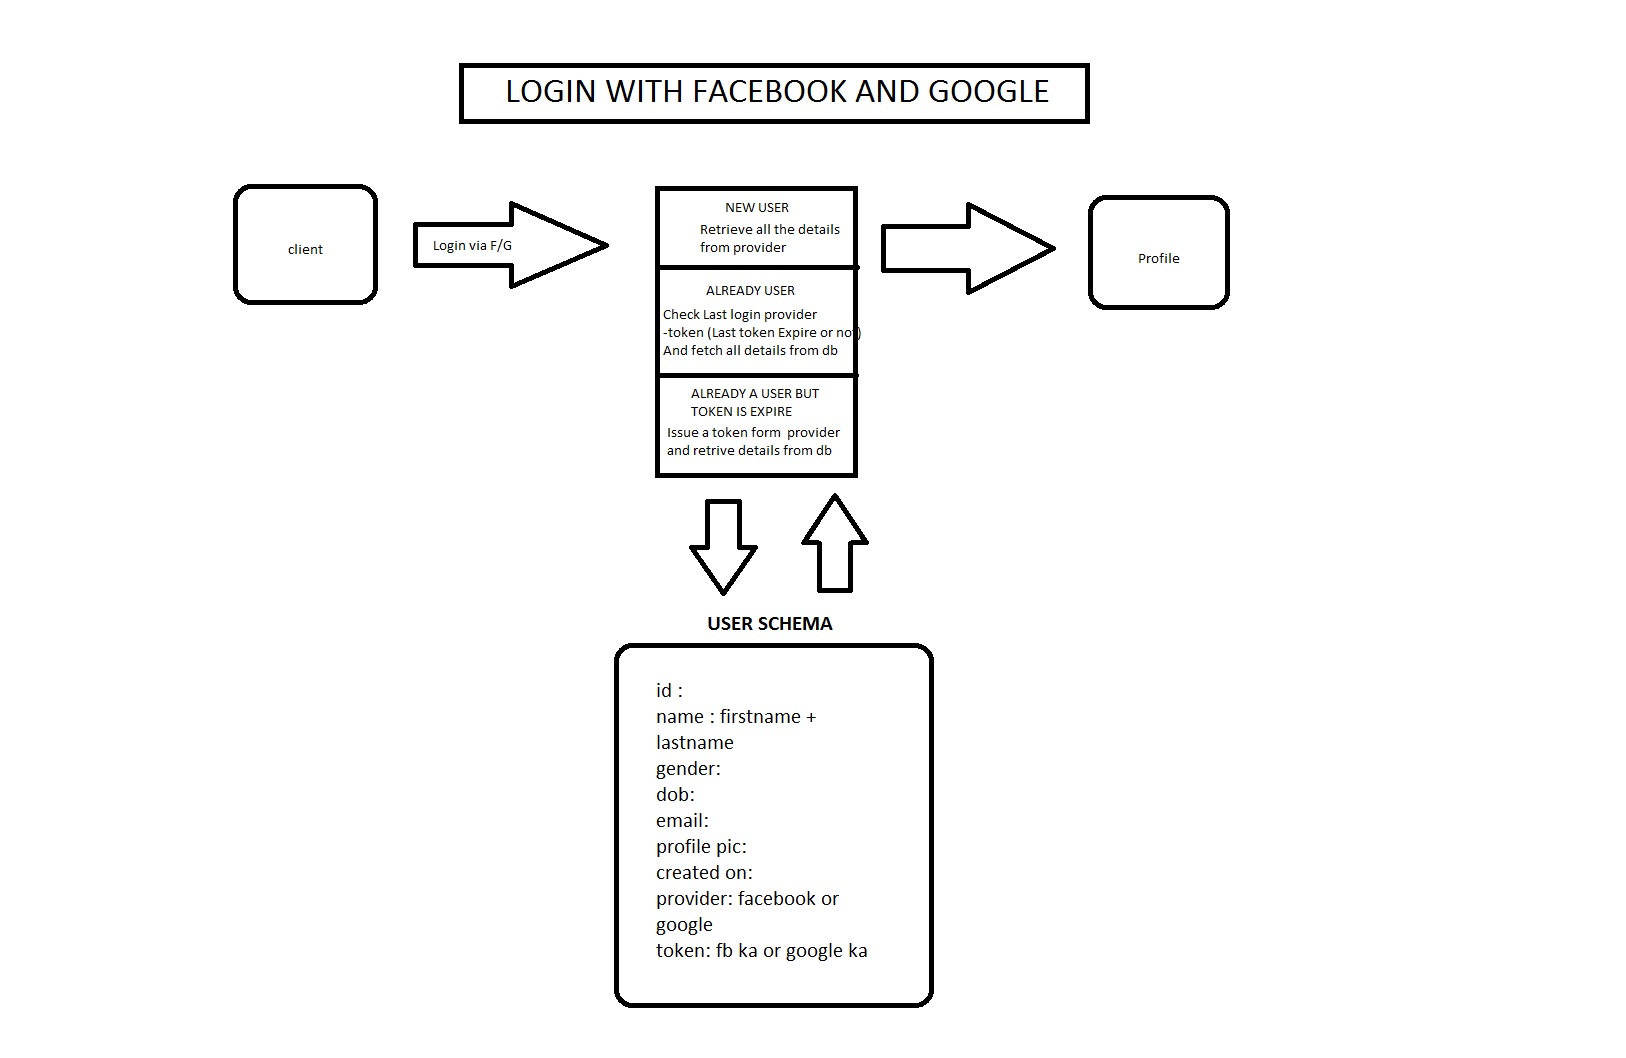 LOGIN WITH FACEBOOK AND GOOGLE
client
Login via F/G
NEW USER
Retrieve all the details
from provider
ALREADY USER
Check Last login provider
-token (Last token Expire or not)
And fetch all details from db
ALREADY A USER BUT
TOKEN IS EXPIRE
Issue a token form  provider
and retrive details from db
Profile
USER SCHEMA
id :
name : firstname +
lastname
gender:
dob:
email:
profile pic:
created on:
provider: facebook or
google
token: fb ka or google ka